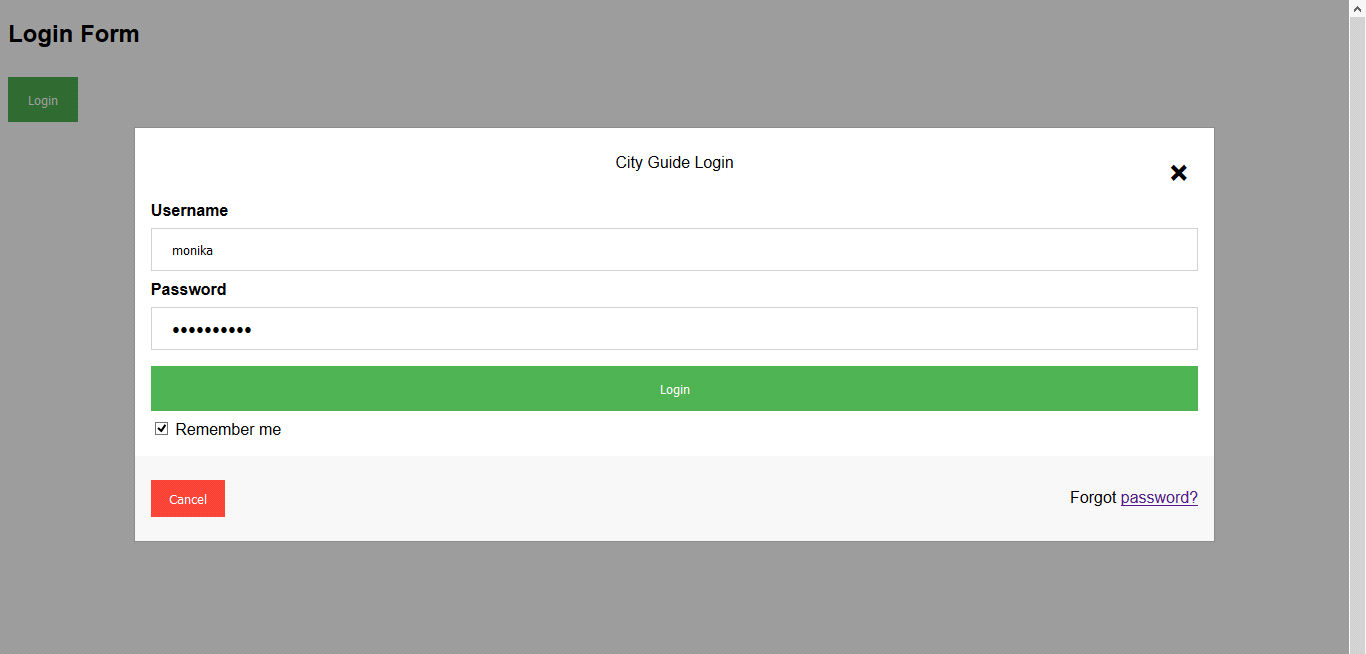 Login Form
Login
City Guide Login
Username
monika
Password
••••••••••
Login
Remember me
Cancel
Forgot password?